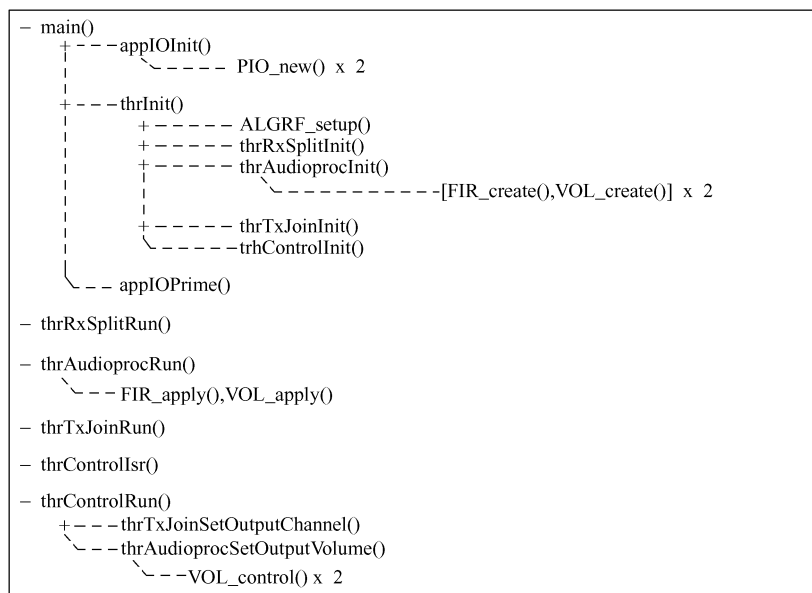 – main()
appIOInit()
PIO_new() x 2
thrInit()
ALGRF_setup()
thrRxSplitInit()
thrAudioprocInit()
[FIR_create(),VOL_create()] x 2
thrTxJoinInit()
trhControlInit()
appIOPrime()
– thrRxSplitRun()
– thrAudioprocRun()
FIR_apply(),VOL_apply()
– thrTxJoinRun()
– thrControlIsr()
– thrControlRun()
thrTxJoinSetOutputChannel()
thrAudioprocSetOutputVolume()
VOL_control() x 2